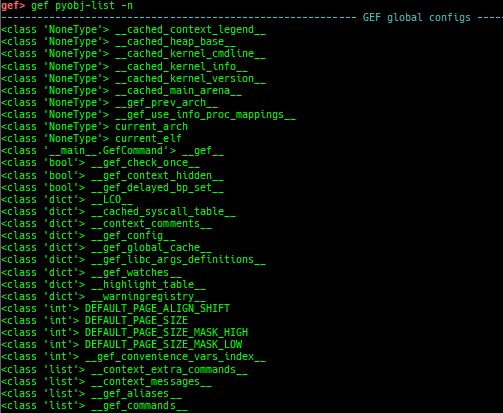 gef> gef pyobj-list -n
---------------------------------------------------------- GEF global configs ----
<class 'NoneType'> __cached_context_legend__
<class 'NoneType'> __cached_heap_base__
<class 'NoneType'> __cached_kernel_cmdline__
<class 'NoneType'> __cached_kernel_info__
<class 'NoneType'> __cached_kernel_version__
<class 'NoneType'> __cached_main_arena__
<class 'NoneType'> __gef_prev_arch__
<class 'NoneType'> __gef_use_info_proc_mappings__
<class 'NoneType'> current_arch
<class 'NoneType'> current_elf
<class '__main__.GefCommand'> __gef__
<class 'bool'> __gef_check_once__
<class 'bool'> __gef_context_hidden__
<class 'bool'> __gef_delayed_bp_set__
<class 'dict'> __LCO__
<class 'dict'> __cached_syscall_table__
<class 'dict'> __context_comments__
<class 'dict'> __gef_config__
<class 'dict'> __gef_global_cache__
<class 'dict'> __gef_libc_args_definitions__
<class 'dict'> __gef_watches__
<class 'dict'> __highlight_table__
<class 'dict'> __warningregistry__
<class 'int'> DEFAULT_PAGE_ALIGN_SHIFT
<class 'int'> DEFAULT_PAGE_SIZE
<class 'int'> DEFAULT_PAGE_SIZE_MASK_HIGH
<class 'int'> DEFAULT_PAGE_SIZE_MASK_LOW
<class 'int'> __gef_convenience_vars_index__
<class 'list'> __context_extra_commands__
<class 'list'> __context_messages__
<class 'list'> __gef_aliases__
<class 'list'> __gef_commands__